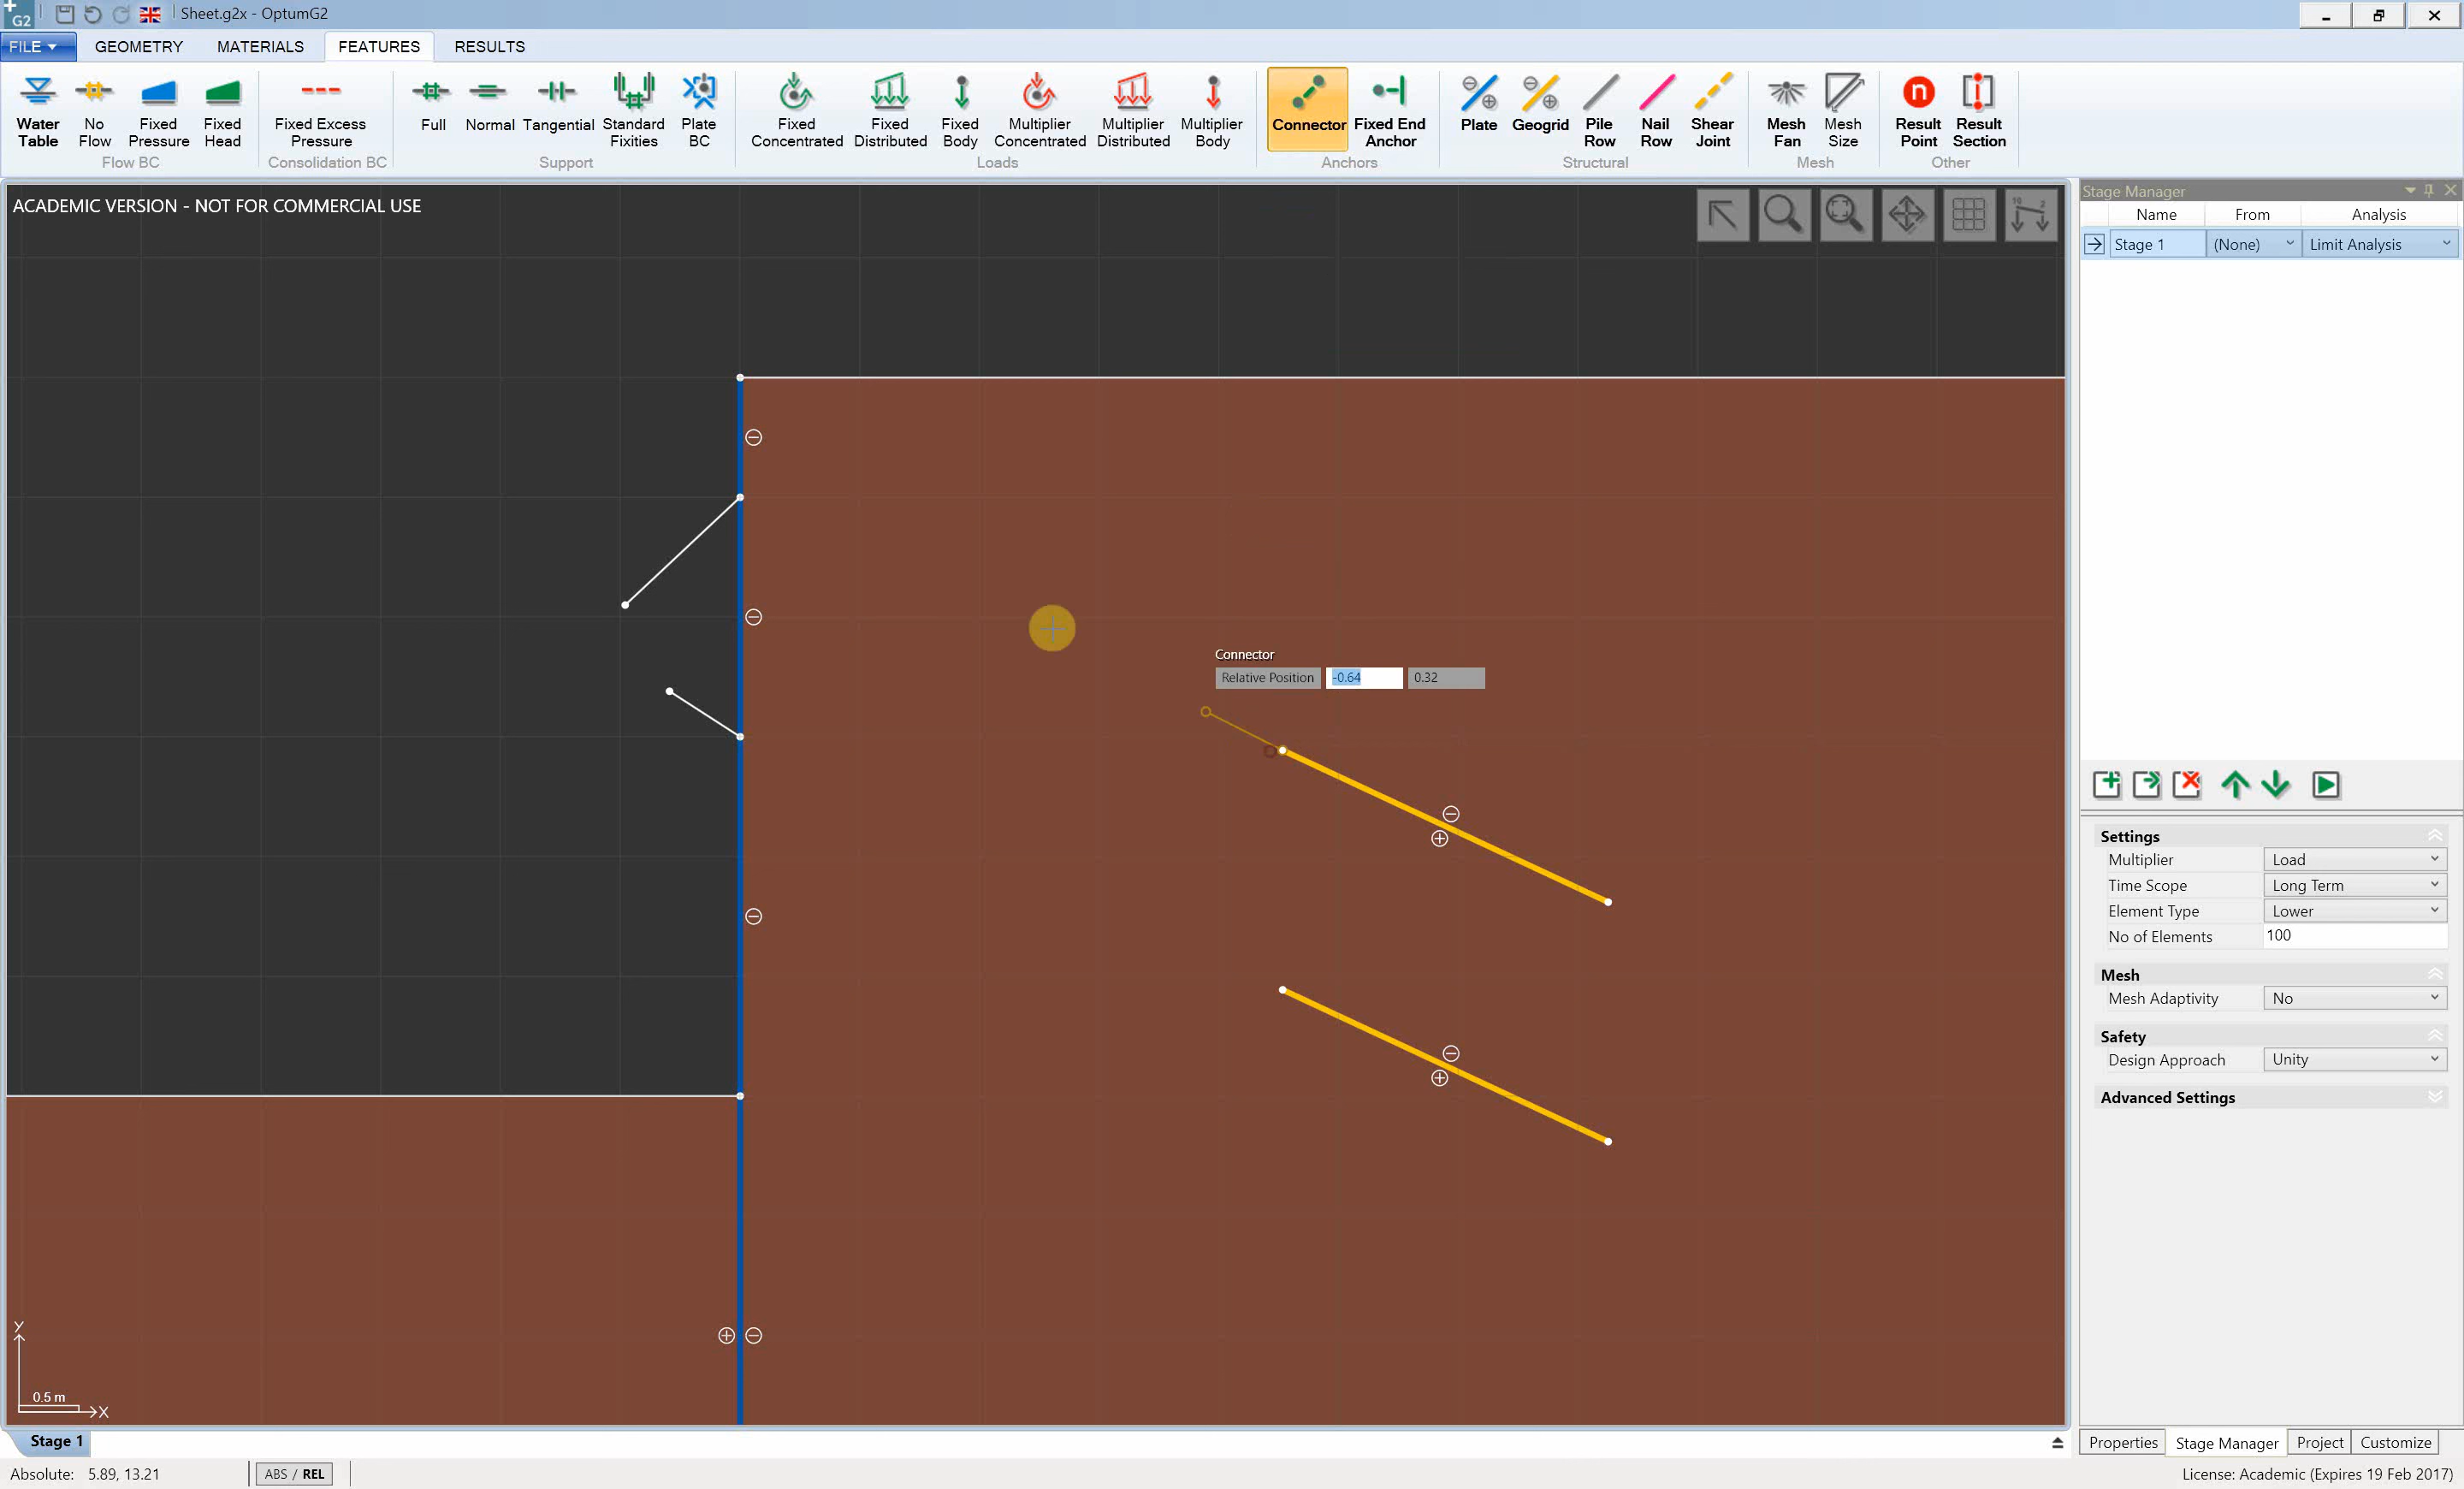 G2 Sheet.g2x - OptumG2
FILE GEOMETRY MATERIALS FEATURES RESULTS
Water Table No Flow Fixed Pressure Fixed Head Fixed Excess Pressure Full Normal Tangential Standard Fixities Plate BC Fixed Concentrated Fixed Distributed Fixed Body Multiplier Concentrated Multiplier Distributed Multiplier Body Connector Fixed End Anchor Plate Geogrid Pile Row Nail Row Shear Joint Mesh Fan Mesh Size Result Point Result Section
Flow BC Consolidation BC Support Loads Anchors Structural Mesh Other
ACADEMIC VERSION - NOT FOR COMMERCIAL USE
Stage Manager
Name From Analysis
Stage 1 (None) Limit Analysis
Connector
Relative Position -0.64 0.32
Settings
Multiplier Load
Time Scope Long Term
Element Type Lower
No of Elements 100
Mesh
Mesh Adaptivity No
Safety
Design Approach Unity
Advanced Settings
Y
0.5 m
X
Stage 1
Properties Stage Manager Project Customize
Absolute: 5.89, 13.21 ABS / REL License: Academic (Expires 19 Feb 2017)